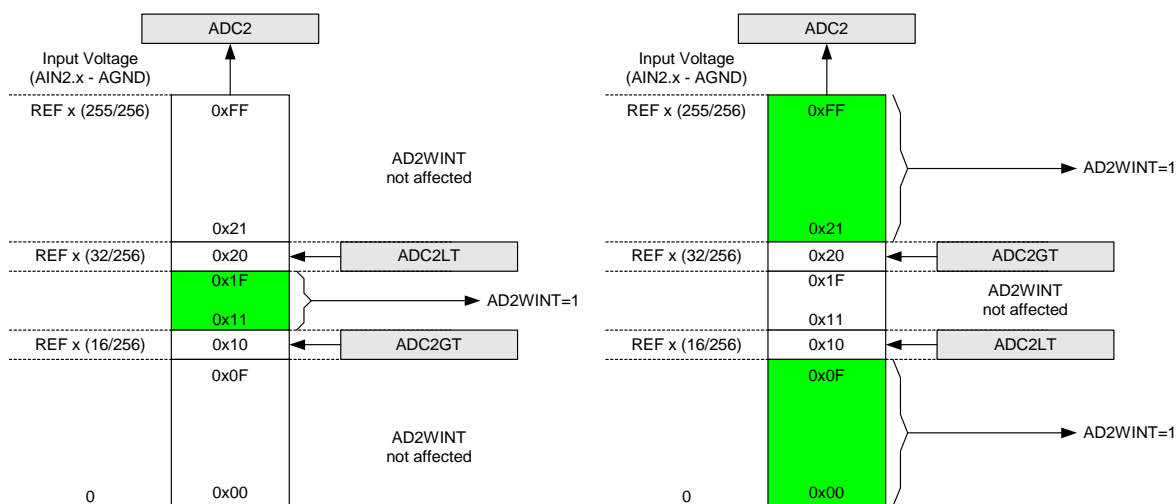 ADC2
Input Voltage
(AIN2.x - AGND)
REF x (255/256)
0xFF
AD2WINT
not affected
0x21
REF x (32/256)
0x20
ADC2LT
0x1F
AD2WINT=1
0x11
REF x (16/256)
0x10
ADC2GT
0x0F
AD2WINT
not affected
0
0x00
ADC2
Input Voltage
(AIN2.x - AGND)
REF x (255/256)
0xFF
AD2WINT=1
0x21
REF x (32/256)
0x20
ADC2GT
0x1F
AD2WINT
not affected
0x11
REF x (16/256)
0x10
ADC2LT
0x0F
AD2WINT=1
0
0x00